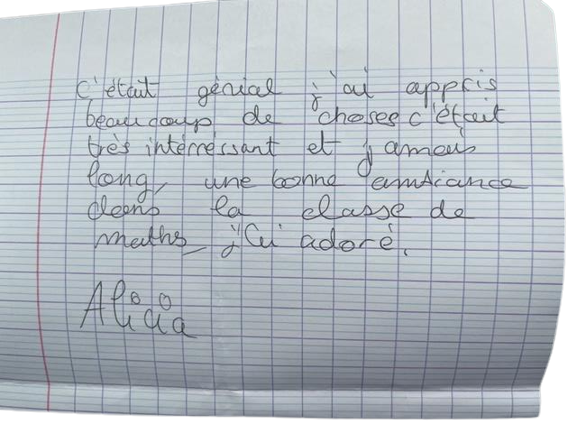 c'était génial j'ai appris
beaucoup de choses c'était
très intérréssant et jamais
long, une bonne ambiance
dans la classe de
maths, j'ai adoré.
Alicia